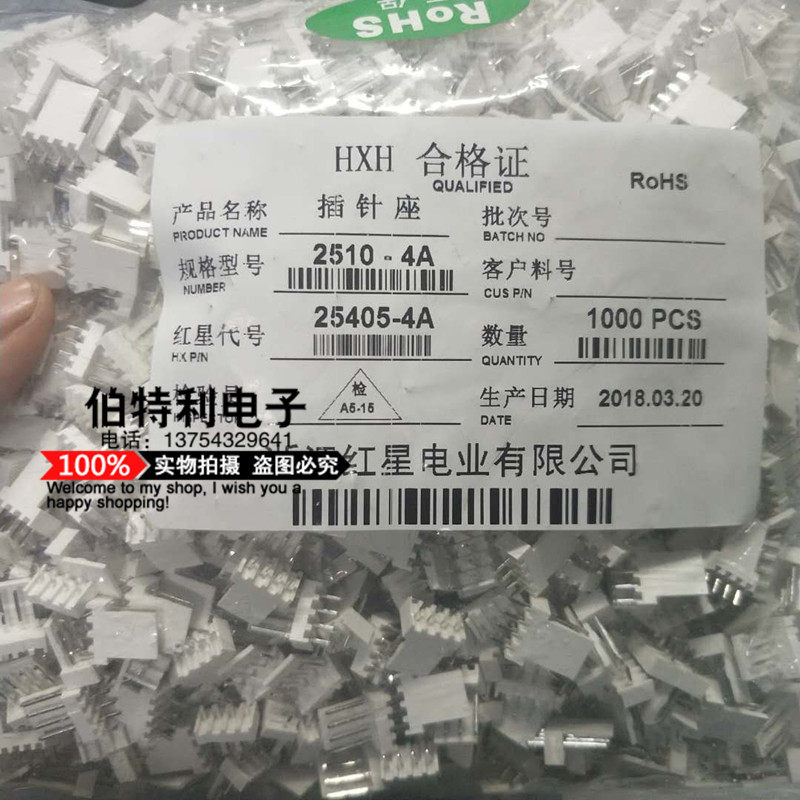 RoHS
HXH 合格证
QUALIFIED
RoHS
产品名称 插针座
PRODUCT NAME
批次号
BATCH NO
规格型号 2510-4A
NUMBER
客户料号
CUS P/N
红星代号 25405-4A
HX P/N
数量 1000 PCS
QUANTITY
检验员
检
A5-15
生产日期 2018.03.20
DATE
伯特利电子
电话：13754329641
红星电业有限公司
100% 实物拍摄 盗图必究
Welcome to my shop, I wish you a
happy shopping!